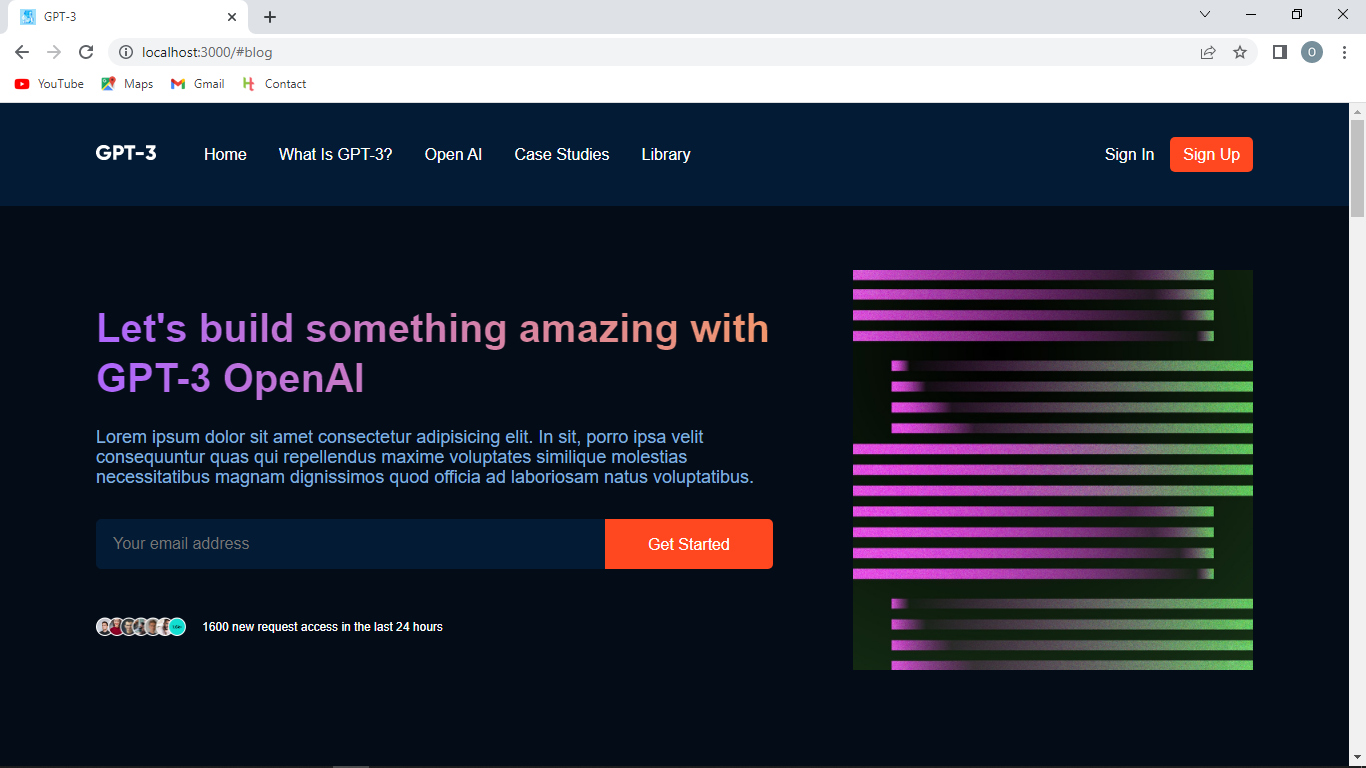 GPT-3
localhost:3000/#blog
O
YouTube Maps Gmail Contact
GPT-3 Home What Is GPT-3? Open AI Case Studies Library Sign In Sign Up
Let's build something amazing with
GPT-3 OpenAI
Lorem ipsum dolor sit amet consectetur adipisicing elit. In sit, porro ipsa velit
consequuntur quas qui repellendus maxime voluptates similique molestias
necessitatibus magnam dignissimos quod officia ad laboriosam natus voluptatibus.
Your email address Get Started
1600 new request access in the last 24 hours